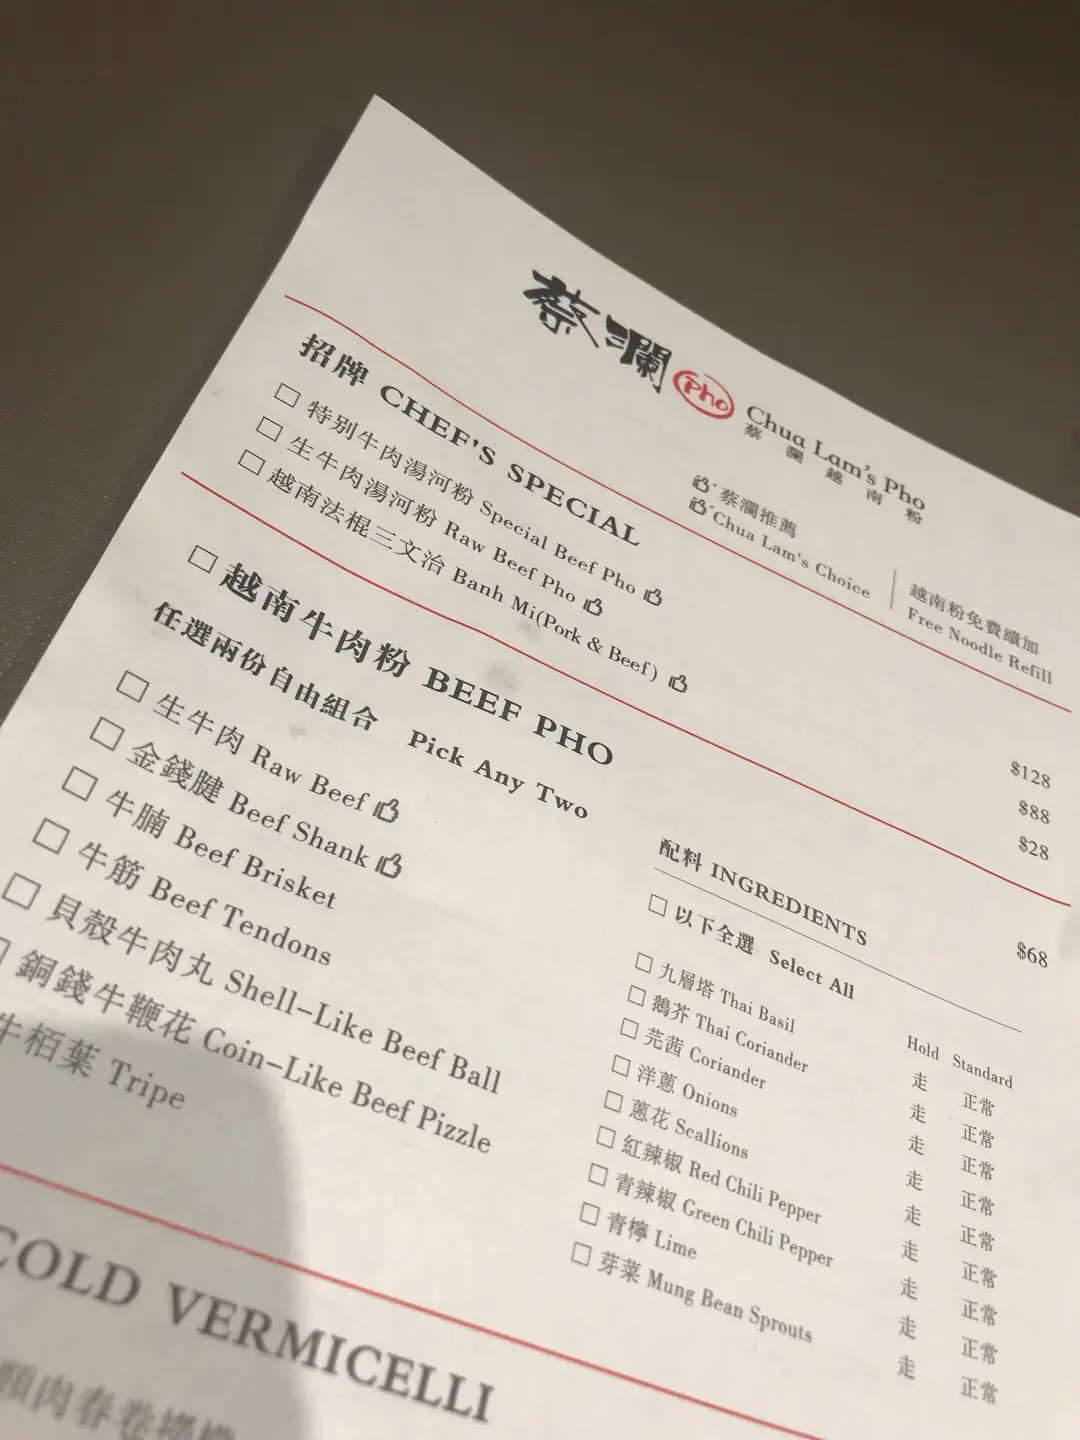 蔡瀾 Pho
Chua Lam's Pho
蔡瀾越南粉
蔡瀾推薦
Chua Lam's Choice
越南粉免費續加
Free Noodle Refill
招牌 CHEF'S SPECIAL
特別牛肉湯河粉 Special Beef Pho $128
生牛肉湯河粉 Raw Beef Pho $88
越南法棍三文治 Banh Mi(Pork & Beef) $28
越南牛肉粉 BEEF PHO $68
任選兩份自由組合 Pick Any Two
生牛肉 Raw Beef
金錢腱 Beef Shank
牛腩 Beef Brisket
牛筋 Beef Tendons
貝殼牛肉丸 Shell-Like Beef Ball
銅錢牛鞭花 Coin-Like Beef Pizzle
牛栢葉 Tripe
配料 INGREDIENTS
以下全選 Select All
Hold Standard
九層塔 Thai Basil 走 正常
鵝芥 Thai Coriander 走 正常
芫茜 Coriander 走 正常
洋蔥 Onions 走 正常
蔥花 Scallions 走 正常
紅辣椒 Red Chili Pepper 走 正常
青辣椒 Green Chili Pepper 走 正常
青檸 Lime 走 正常
芽菜 Mung Bean Sprouts 走 正常
COLD VERMICELLI
肉春卷